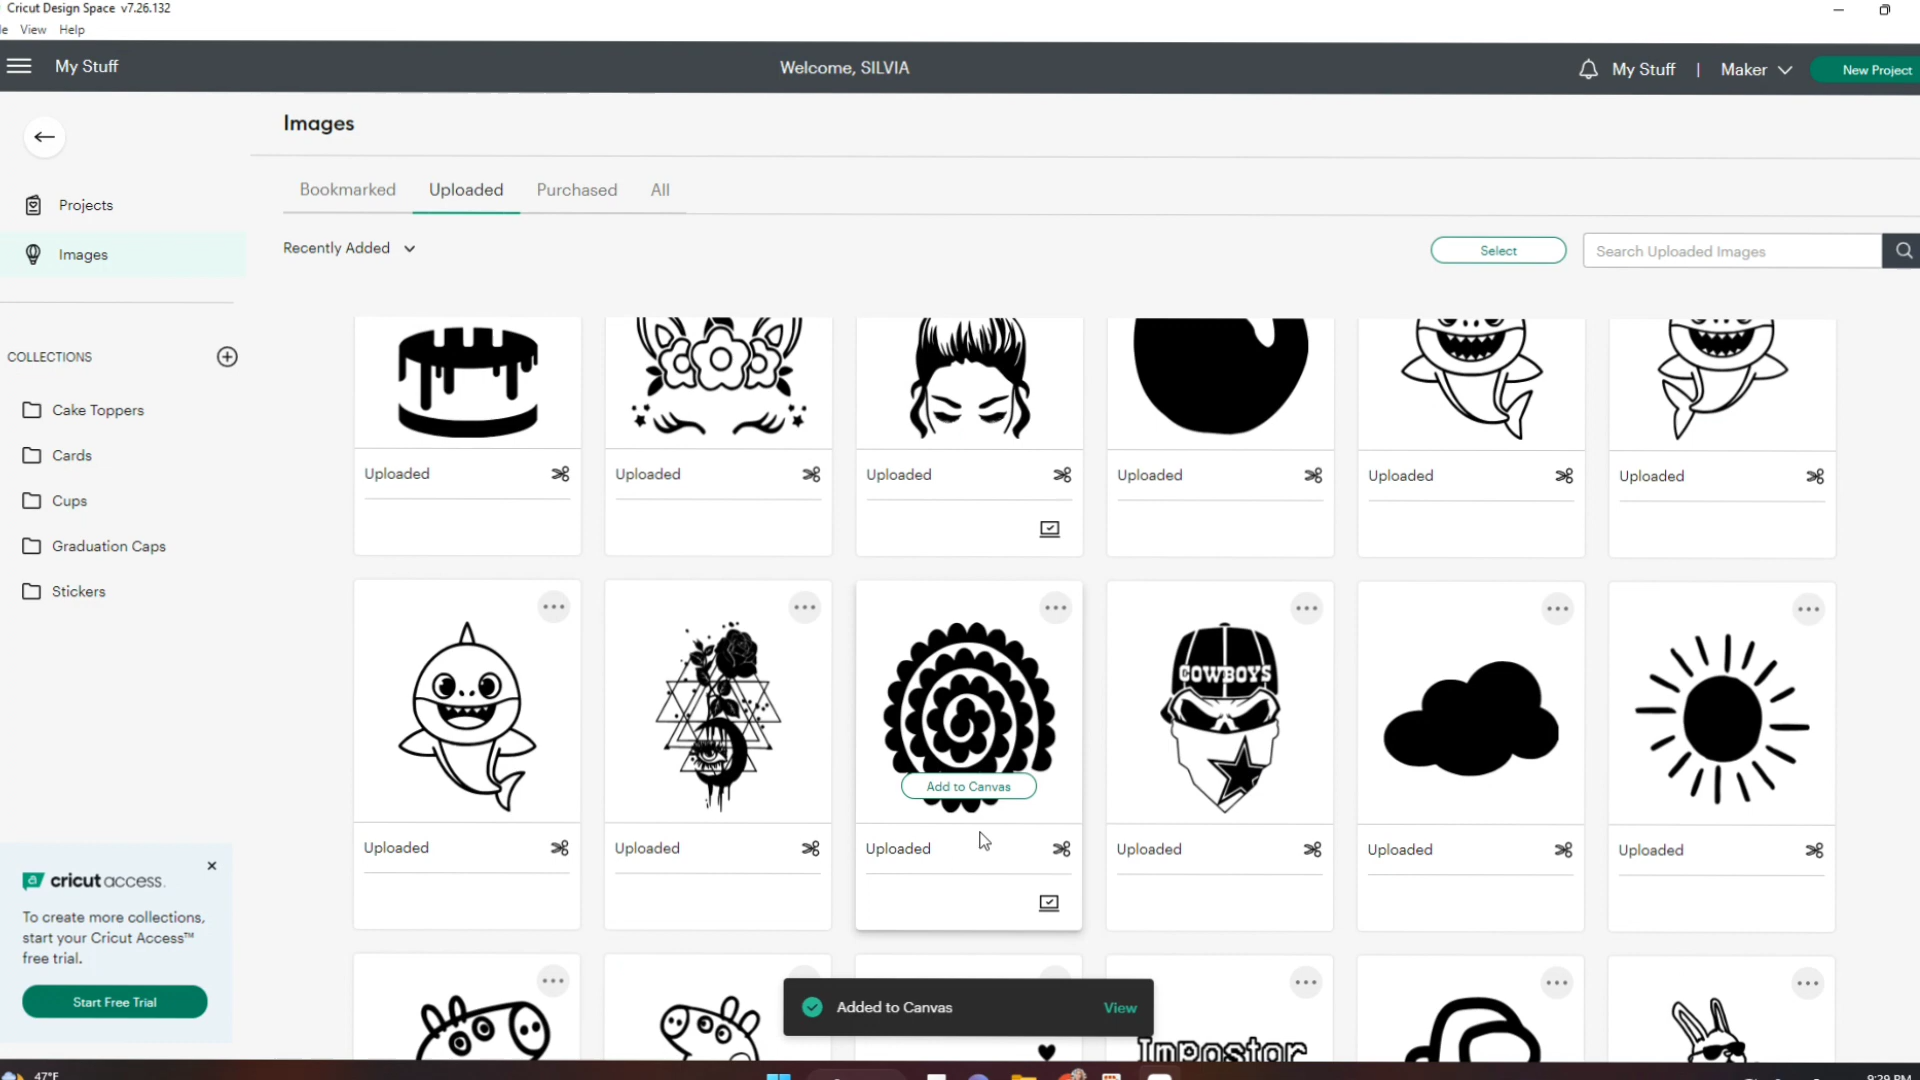 Cricut Design Space v7.26.132
View Help
My Stuff
Welcome, SILVIA
My Stuff | Maker
New Project
Images
Projects
Images
Bookmarked Uploaded Purchased All
Recently Added
Select
Search Uploaded Images
COLLECTIONS
Cake Toppers
Cards
Cups
Graduation Caps
Stickers
Uploaded
Uploaded
Uploaded
Uploaded
Uploaded
Uploaded
COWBOYS
Add to Canvas
Uploaded
Uploaded
Uploaded
Uploaded
Uploaded
Uploaded
cricut access.
To create more collections,
start your Cricut Access™
free trial.
Start Free Trial
Added to Canvas
View
Impostor
47°F
9:29 PM